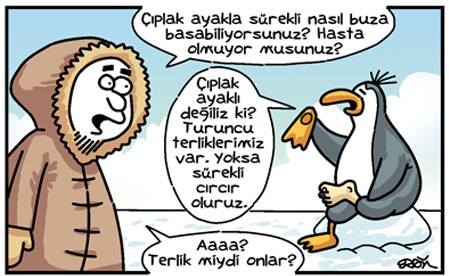 Çıplak ayakla sürekli nasıl buza
basabiliyorsunuz? Hasta
olmuyor musunuz?
Çıplak
ayaklı
değiliz ki?
Turuncu
terliklerimiz
var. Yoksa
sürekli
cırcır
oluruz.
Aaaa?
Terlik miydi onlar?